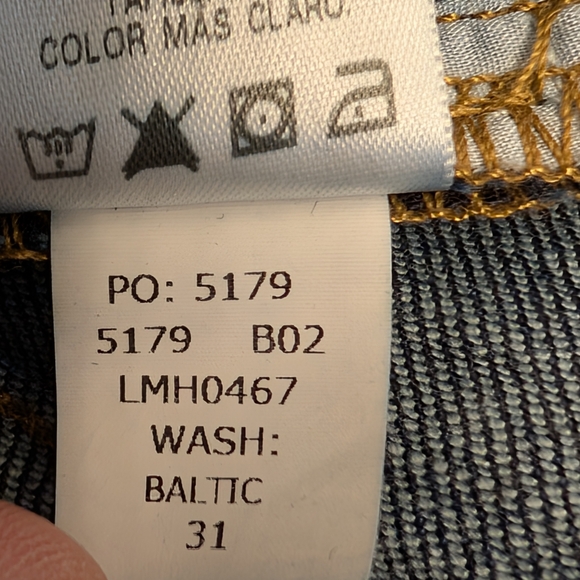 COLOR MAS CLARO
PO: 5179
5179 B02
LMH0467
WASH:
BALTIC
31